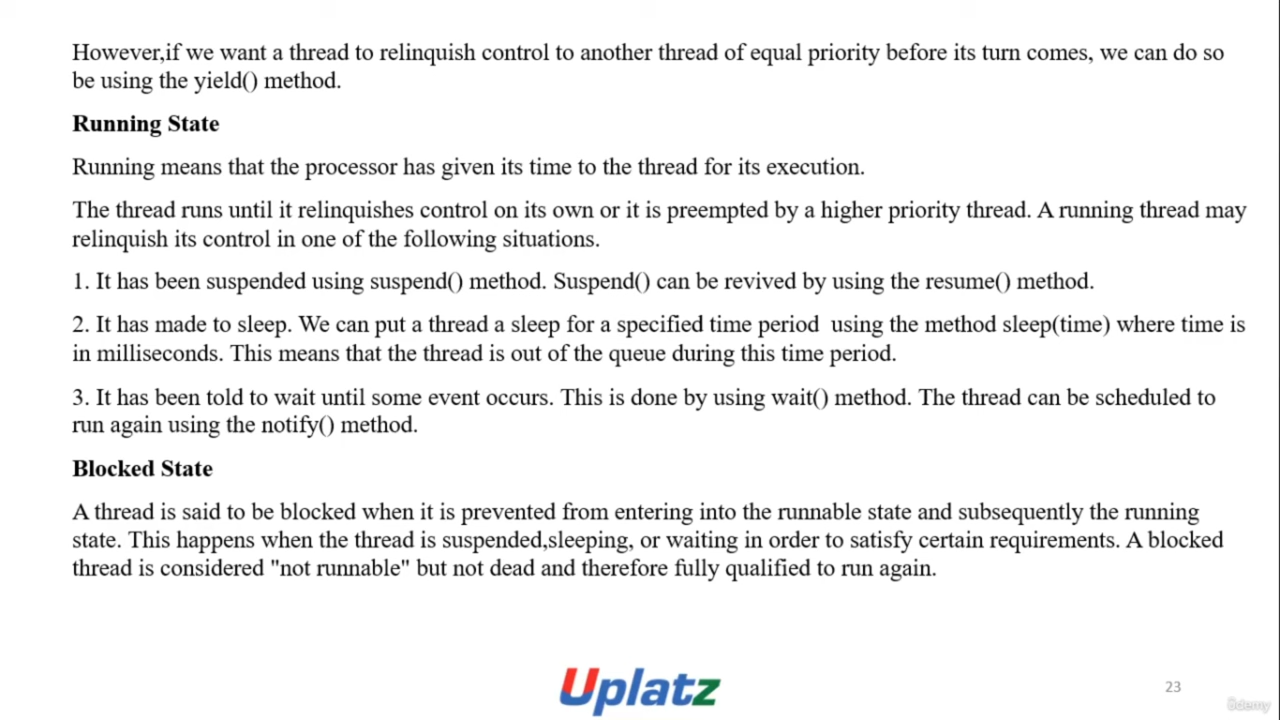 However,if we want a thread to relinquish control to another thread of equal priority before its turn comes, we can do so
be using the yield() method.
Running State
Running means that the processor has given its time to the thread for its execution.
The thread runs until it relinquishes control on its own or it is preempted by a higher priority thread. A running thread may
relinquish its control in one of the following situations.
1. It has been suspended using suspend() method. Suspend() can be revived by using the resume() method.
2. It has made to sleep. We can put a thread a sleep for a specified time period  using the method sleep(time) where time is
in milliseconds. This means that the thread is out of the queue during this time period.
3. It has been told to wait until some event occurs. This is done by using wait() method. The thread can be scheduled to
run again using the notify() method.
Blocked State
A thread is said to be blocked when it is prevented from entering into the runnable state and subsequently the running
state. This happens when the thread is suspended,sleeping, or waiting in order to satisfy certain requirements. A blocked
thread is considered "not runnable" but not dead and therefore fully qualified to run again.
Uplatz
23
ûdemy